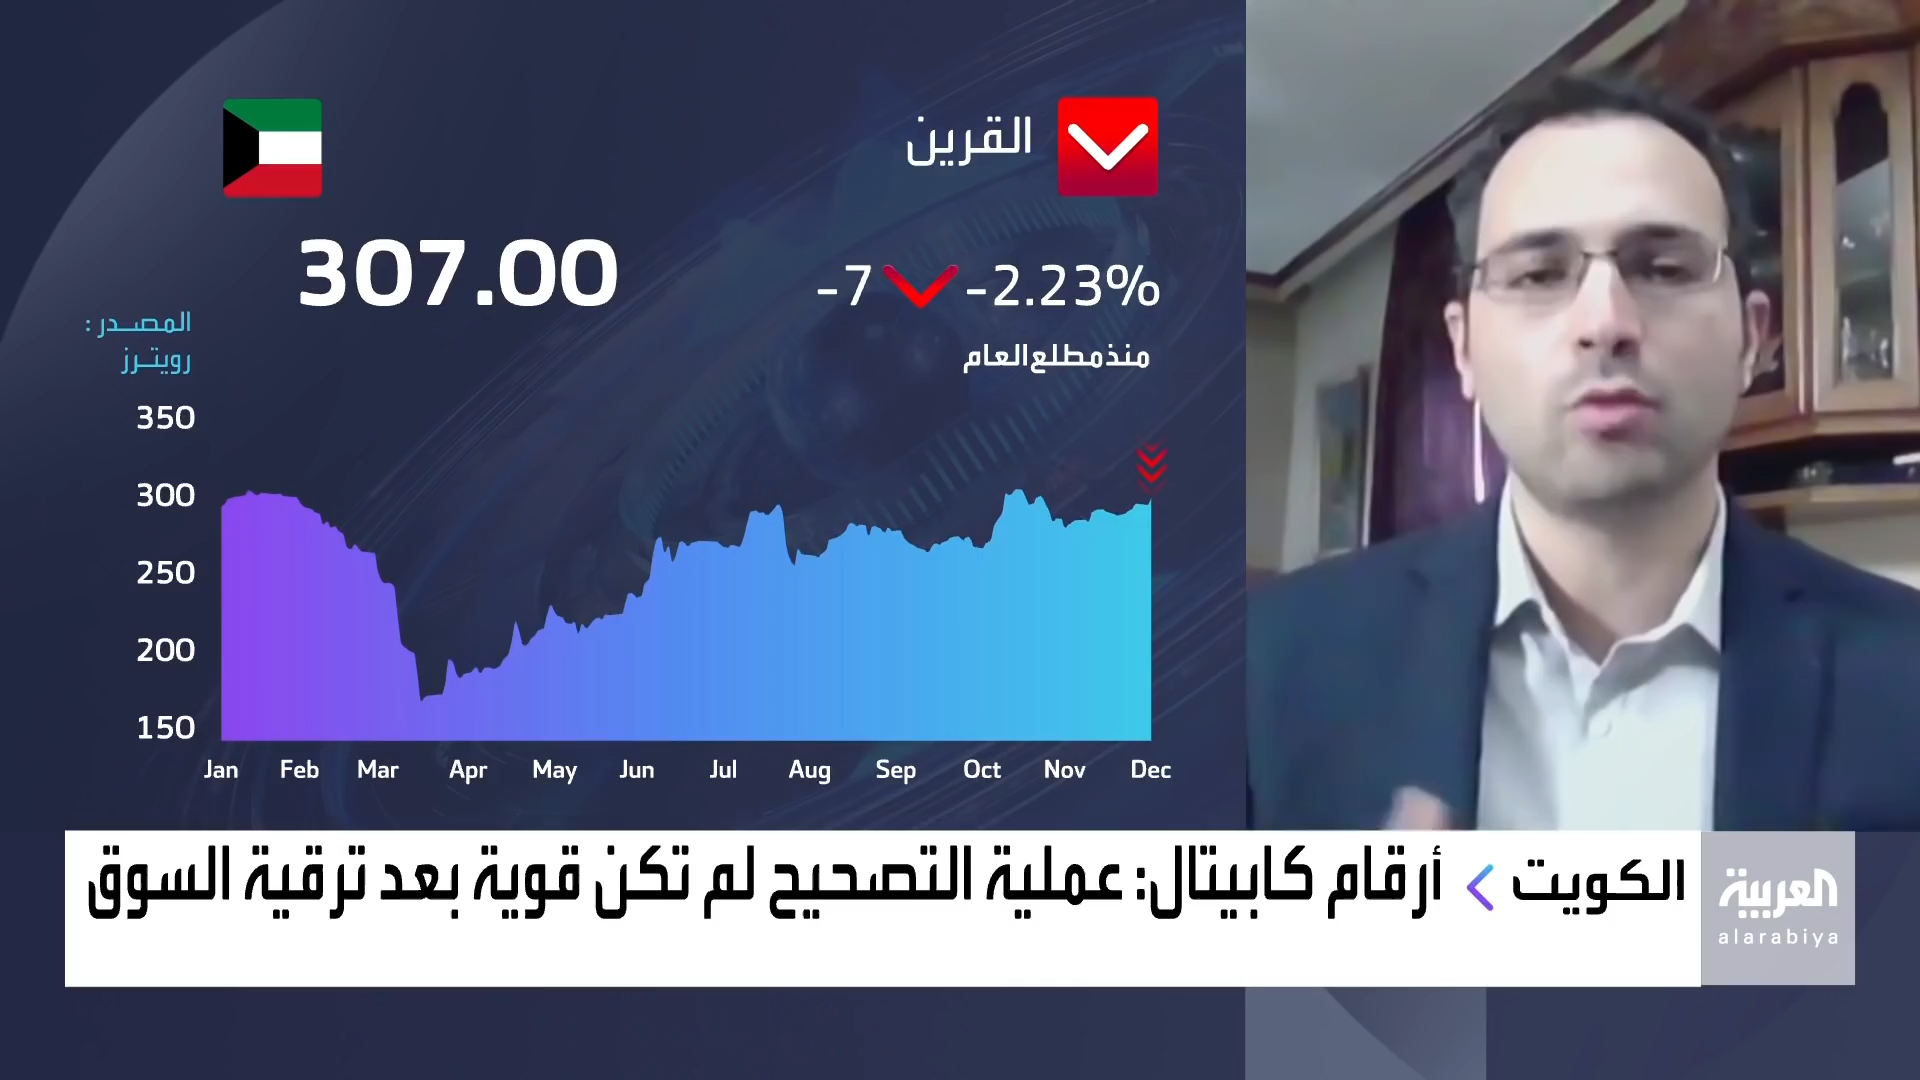 القرين
307.00
-7
-2.23%
منذ مطلع العام
المصدر :
رويترز
350
300
250
200
150
Jan Feb Mar Apr May Jun Jul Aug Sep Oct Nov Dec
الكويت
أرقام كابيتال: عملية التصحيح لم تكن قوية بعد ترقية السوق
العربية
alarabiya